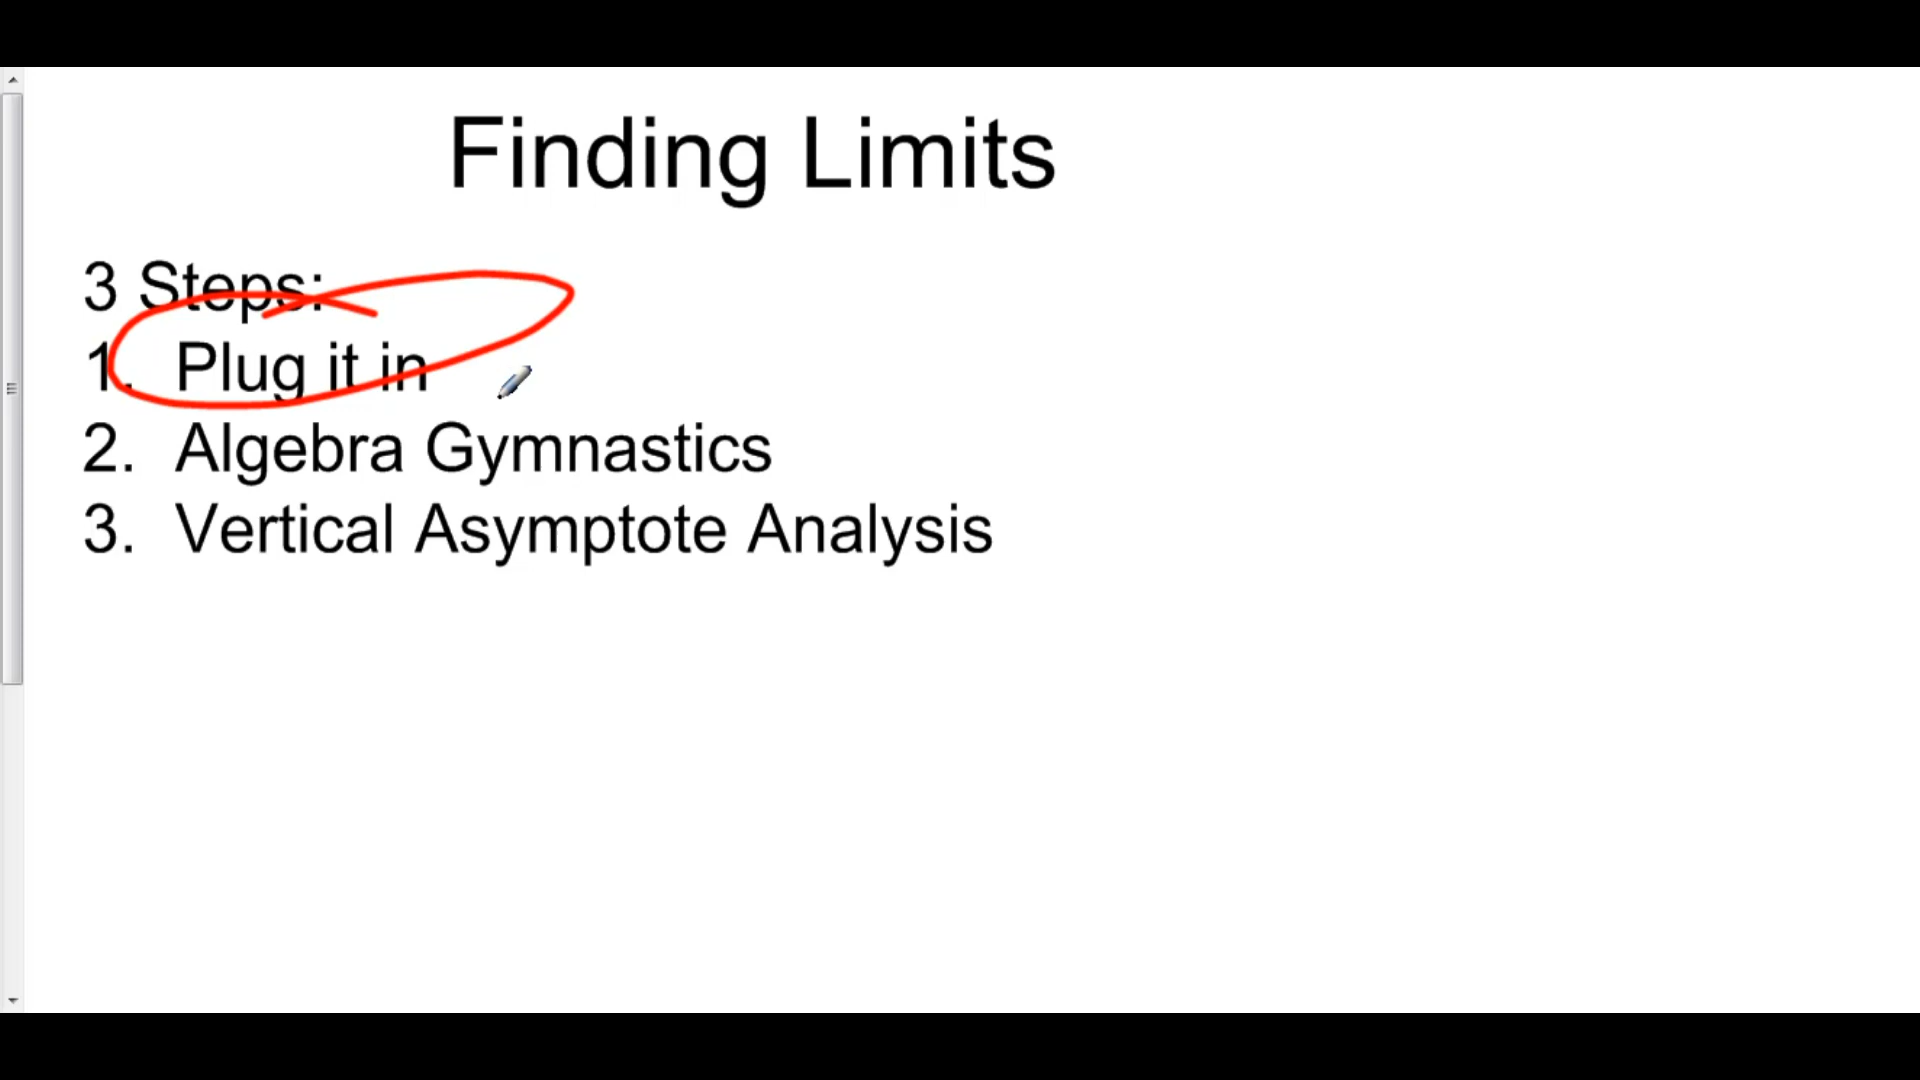 Finding Limits
3 Steps:
1. Plug it in
2. Algebra Gymnastics
3. Vertical Asymptote Analysis